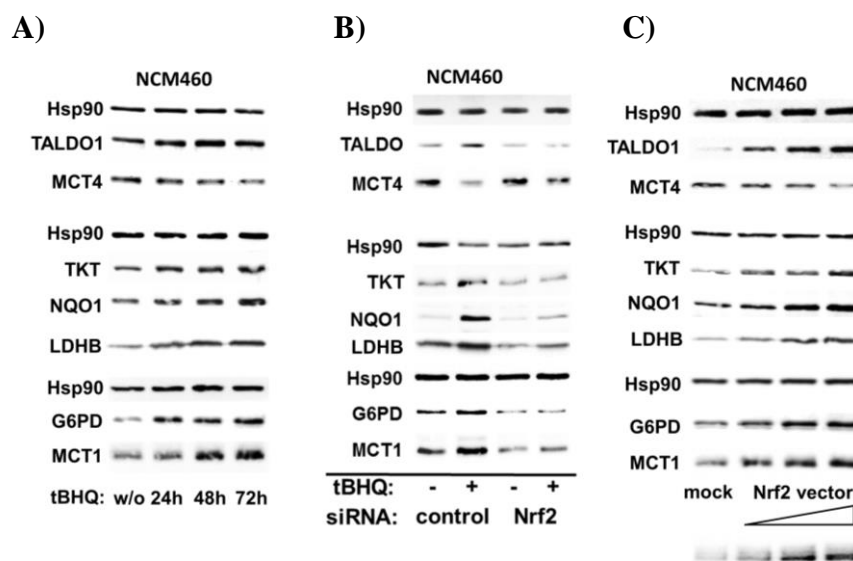 A)
NCM460
Hsp90
TALDO1
MCT4
Hsp90
TKT
NQO1
LDHB
Hsp90
G6PD
MCT1
tBHQ: w/o 24h 48h 72h
B)
NCM460
Hsp90
TALDO
MCT4
Hsp90
TKT
NQO1
LDHB
Hsp90
G6PD
MCT1
tBHQ: - + - +
siRNA: control Nrf2
C)
NCM460
Hsp90
TALDO1
MCT4
Hsp90
TKT
NQO1
LDHB
Hsp90
G6PD
MCT1
mock Nrf2 vector